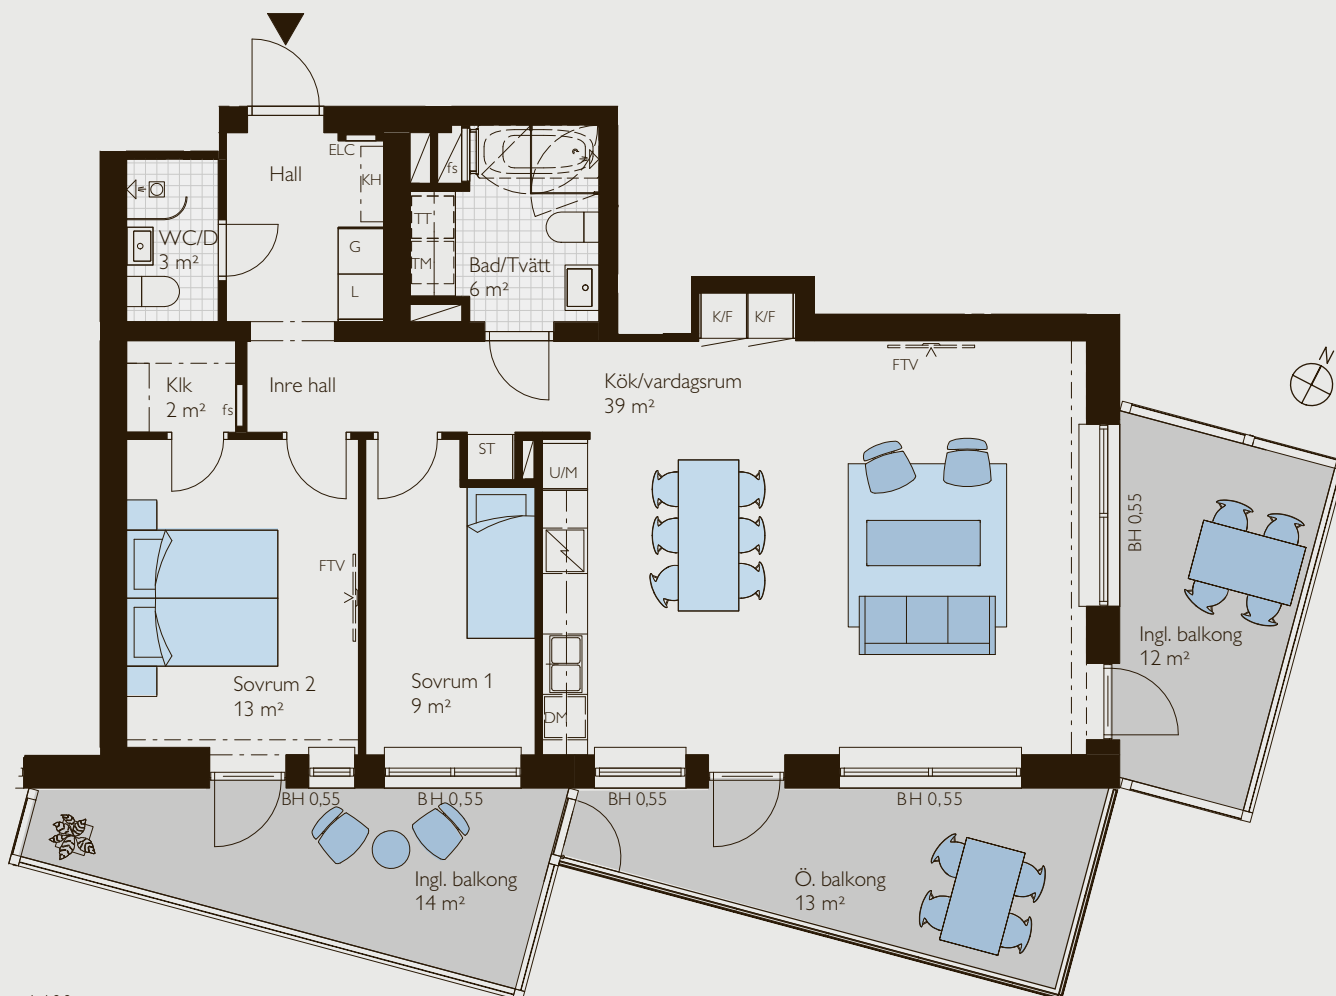 ELC
Hall
KH
fs
WC/D
3 m²
TT
TM
G
L
Bad/Tvätt
6 m²
K/F
K/F
FTV
N
Klk
2 m²
fs
Inre hall
Kök/vardagsrum
39 m²
ST
U/M
BH 0,55
FTV
Ingl. balkong
12 m²
Sovrum 2
13 m²
Sovrum 1
9 m²
DM
BH 0,55
BH 0,55
BH 0,55
BH 0,55
Ingl. balkong
14 m²
Ö. balkong
13 m²